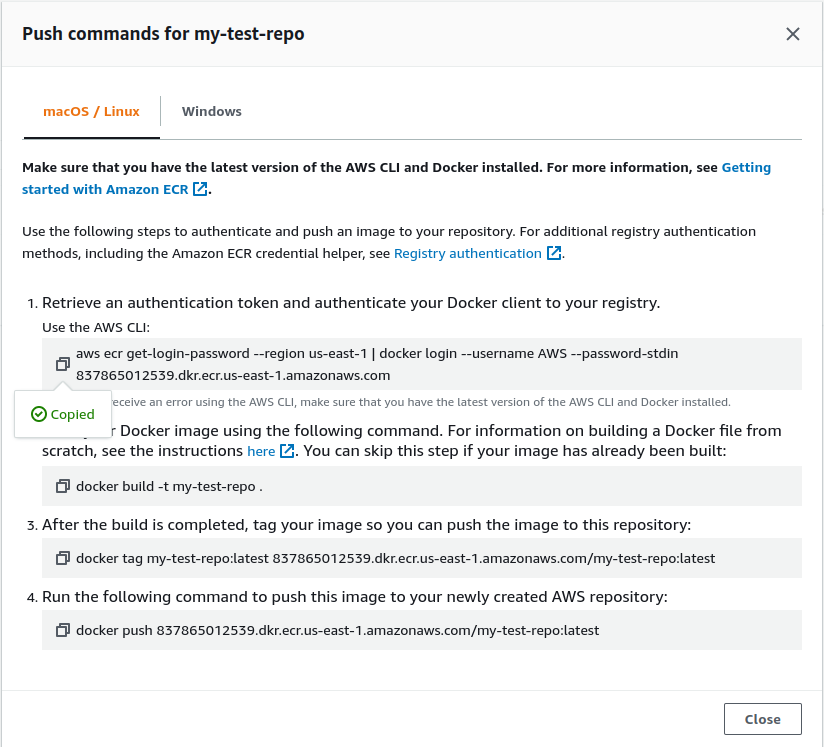 Push commands for my-test-repo
macOS / Linux
Windows
Make sure that you have the latest version of the AWS CLI and Docker installed. For more information, see Getting
started with Amazon ECR.
Use the following steps to authenticate and push an image to your repository. For additional registry authentication
methods, including the Amazon ECR credential helper, see Registry authentication.
1. Retrieve an authentication token and authenticate your Docker client to your registry.
Use the AWS CLI:
aws ecr get-login-password --region us-east-1 | docker login --username AWS --password-stdin
837865012539.dkr.ecr.us-east-1.amazonaws.com
receive an error using the AWS CLI, make sure that you have the latest version of the AWS CLI and Docker installed.
Copied
Docker image using the following command. For information on building a Docker file from
scratch, see the instructions here. You can skip this step if your image has already been built:
docker build -t my-test-repo .
3. After the build is completed, tag your image so you can push the image to this repository:
docker tag my-test-repo:latest 837865012539.dkr.ecr.us-east-1.amazonaws.com/my-test-repo:latest
4. Run the following command to push this image to your newly created AWS repository:
docker push 837865012539.dkr.ecr.us-east-1.amazonaws.com/my-test-repo:latest
Close